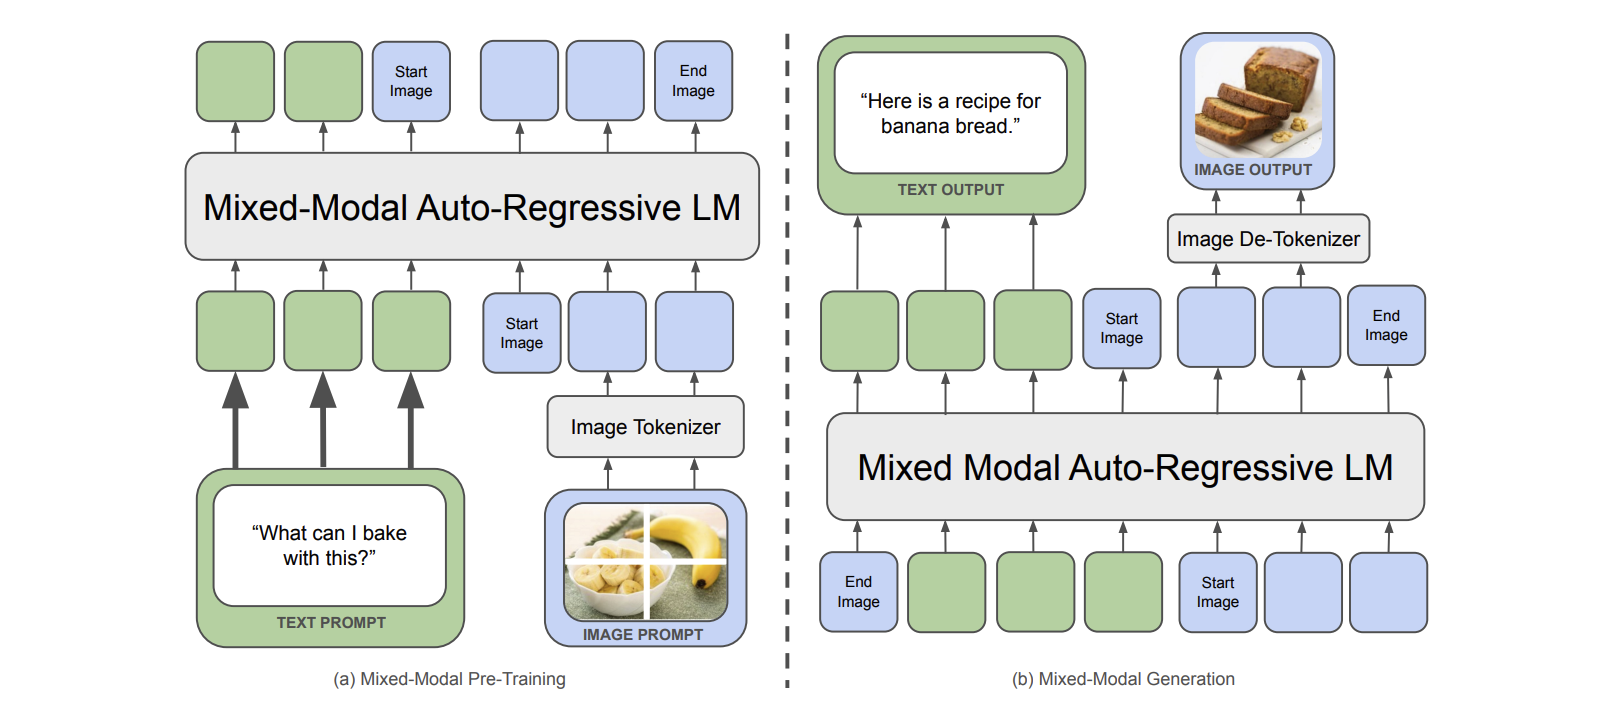 Start
Image
End
Image
Mixed-Modal Auto-Regressive LM
Start
Image
Image Tokenizer
“What can I bake
with this?”
TEXT PROMPT
IMAGE PROMPT
(a) Mixed-Modal Pre-Training
“Here is a recipe for
banana bread.”
TEXT OUTPUT
IMAGE OUTPUT
Image De-Tokenizer
Start
Image
End
Image
Mixed Modal Auto-Regressive LM
End
Image
Start
Image
(b) Mixed-Modal Generation